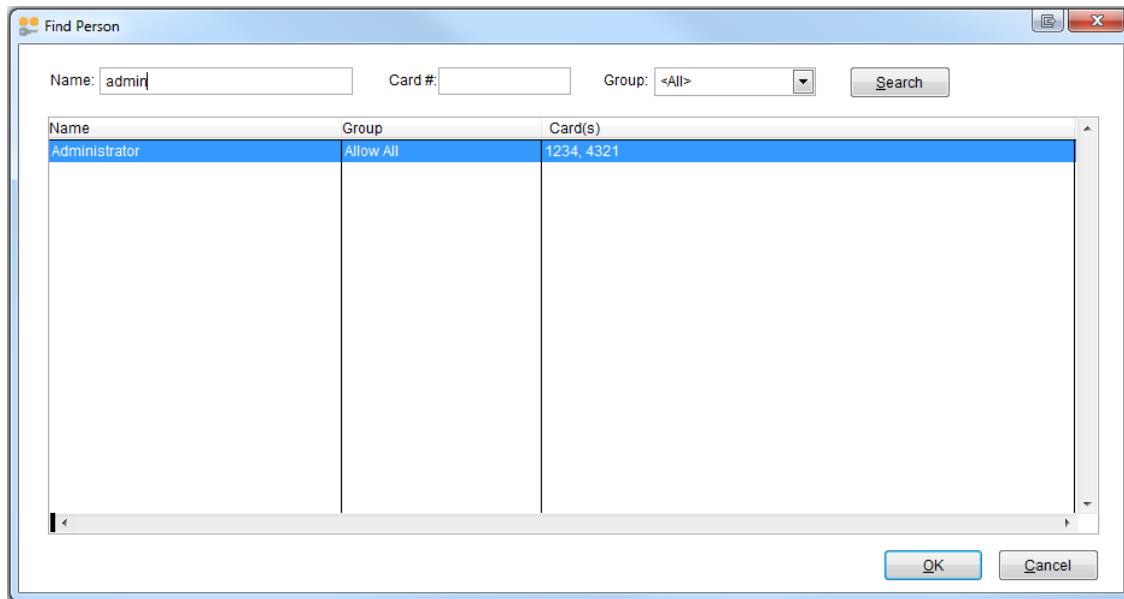 Find Person
Name: admin Card #: Group: <All> Search
Name Group Card(s)
Administrator Allow All 1234, 4321
OK Cancel